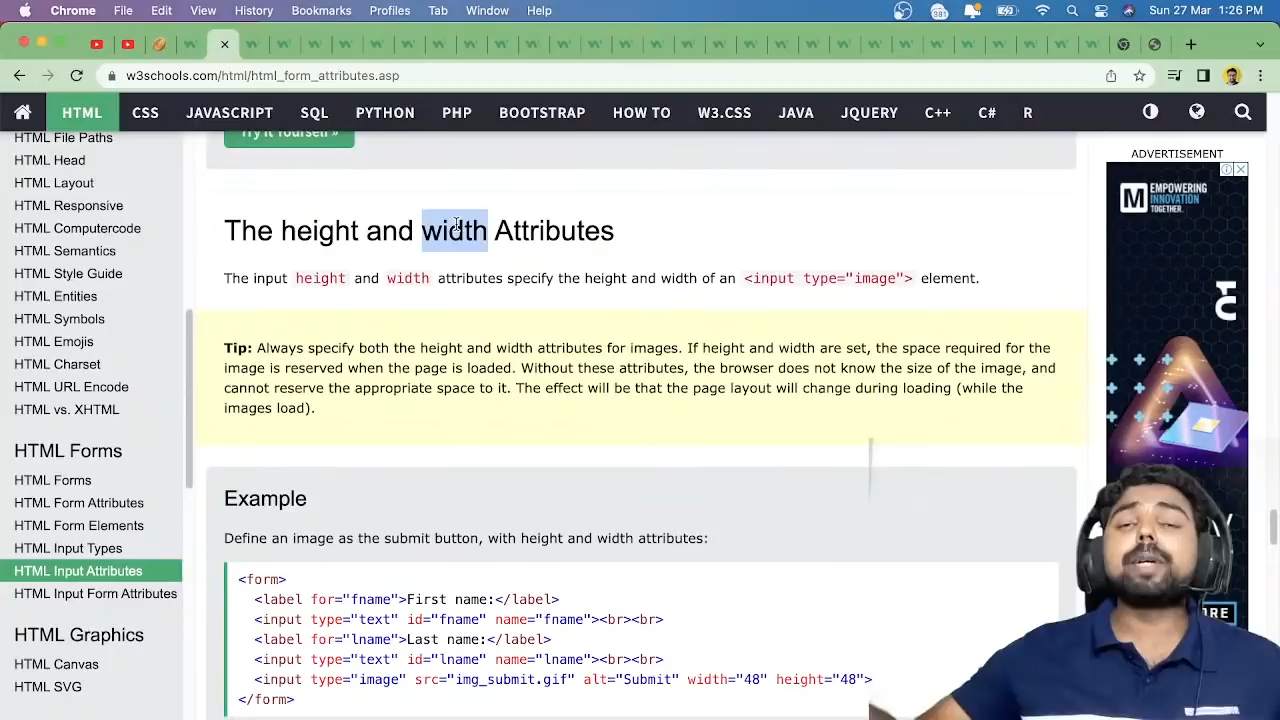 Chrome File Edit View History Bookmarks Profiles Tab Window Help 381 Sun 27 Mar 1:26 PM
w3schools.com/html/html_form_attributes.asp
HTML CSS JAVASCRIPT SQL PYTHON PHP BOOTSTRAP HOW TO W3.CSS JAVA JQUERY C++ C# R
HTML File Paths
HTML Head
HTML Layout
HTML Responsive
HTML Computercode
HTML Semantics
HTML Style Guide
HTML Entities
HTML Symbols
HTML Emojis
HTML Charset
HTML URL Encode
HTML vs. XHTML
HTML Forms
HTML Forms
HTML Form Attributes
HTML Form Elements
HTML Input Types
HTML Input Attributes
HTML Input Form Attributes
HTML Graphics
HTML Canvas
HTML SVG
Try it Yourself »
The height and width Attributes
The input height and width attributes specify the height and width of an <input type="image"> element.
Tip: Always specify both the height and width attributes for images. If height and width are set, the space required for the
image is reserved when the page is loaded. Without these attributes, the browser does not know the size of the image, and
cannot reserve the appropriate space to it. The effect will be that the page layout will change during loading (while the
images load).
Example
Define an image as the submit button, with height and width attributes:
<form>
<label for="fname">First name:</label>
<input type="text" id="fname" name="fname"><br><br>
<label for="lname">Last name:</label>
<input type="text" id="lname" name="lname"><br><br>
<input type="image" src="img_submit.gif" alt="Submit" width="48" height="48">
</form>
ADVERTISEMENT
M EMPOWERING
INNOVATION
TOGETHER.